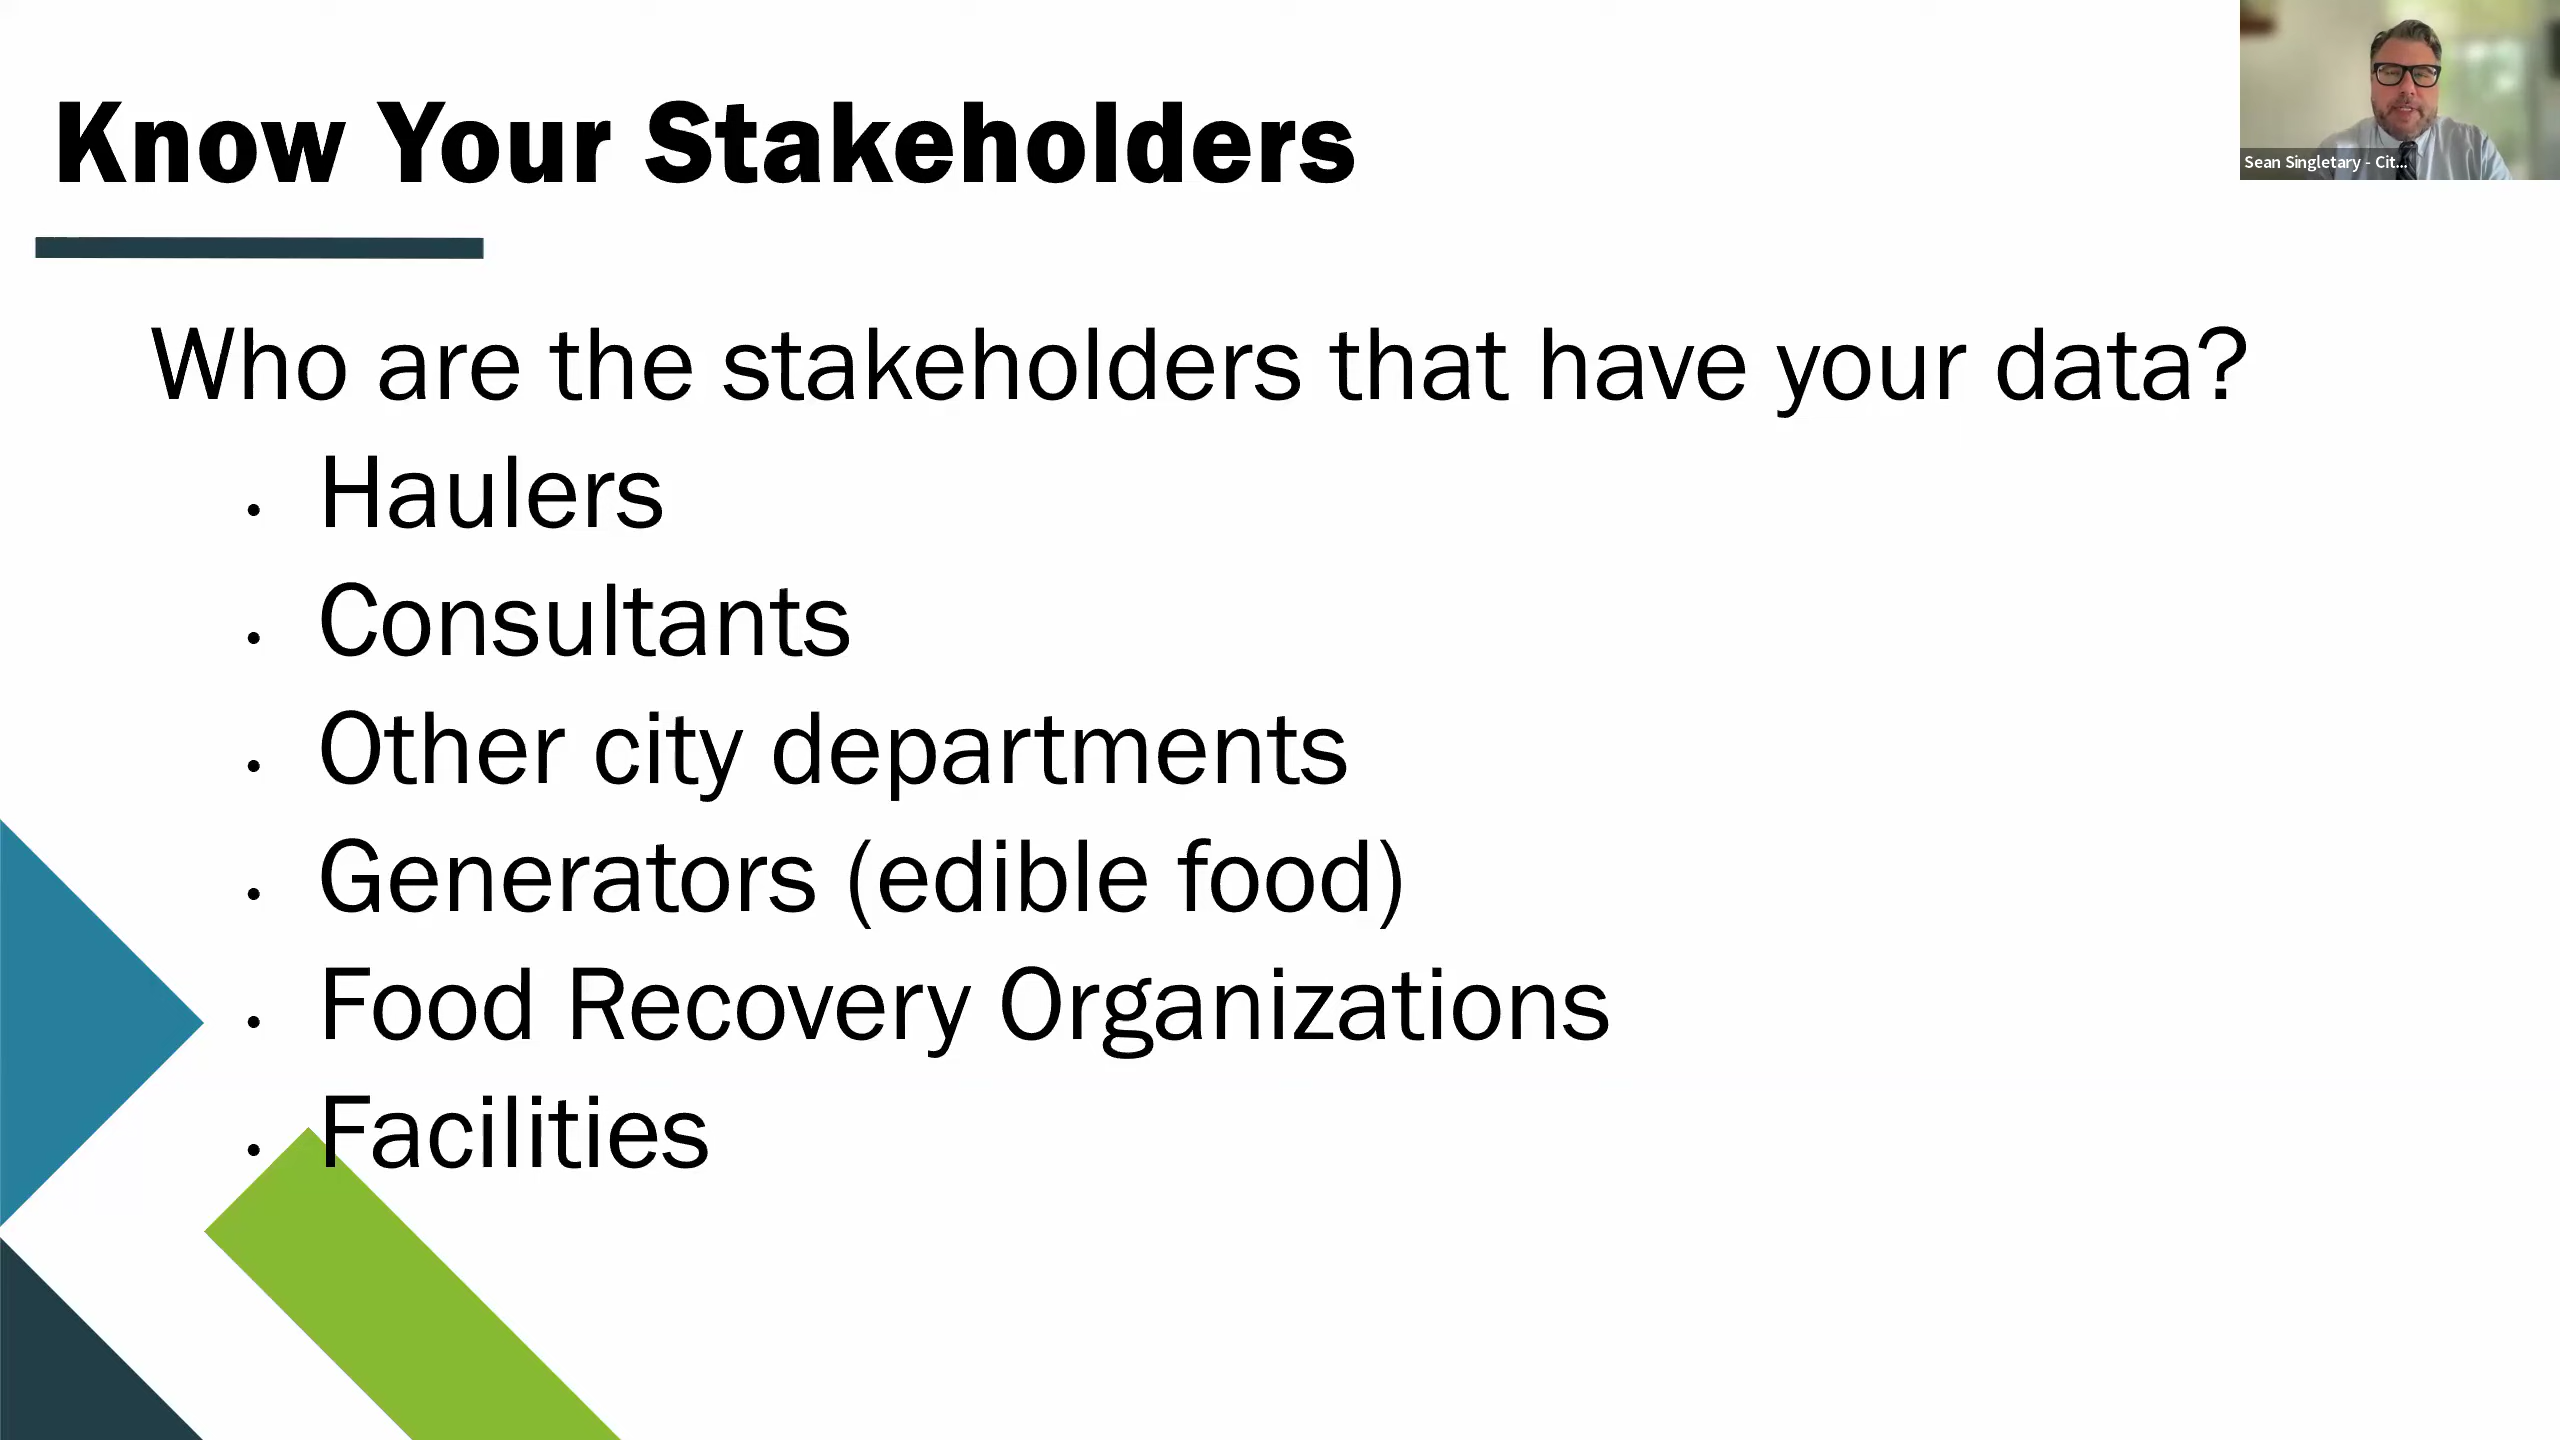 Know Your Stakeholders
Sean Singletary - Cit...
Who are the stakeholders that have your data?
• Haulers
• Consultants
• Other city departments
• Generators (edible food)
• Food Recovery Organizations
• Facilities